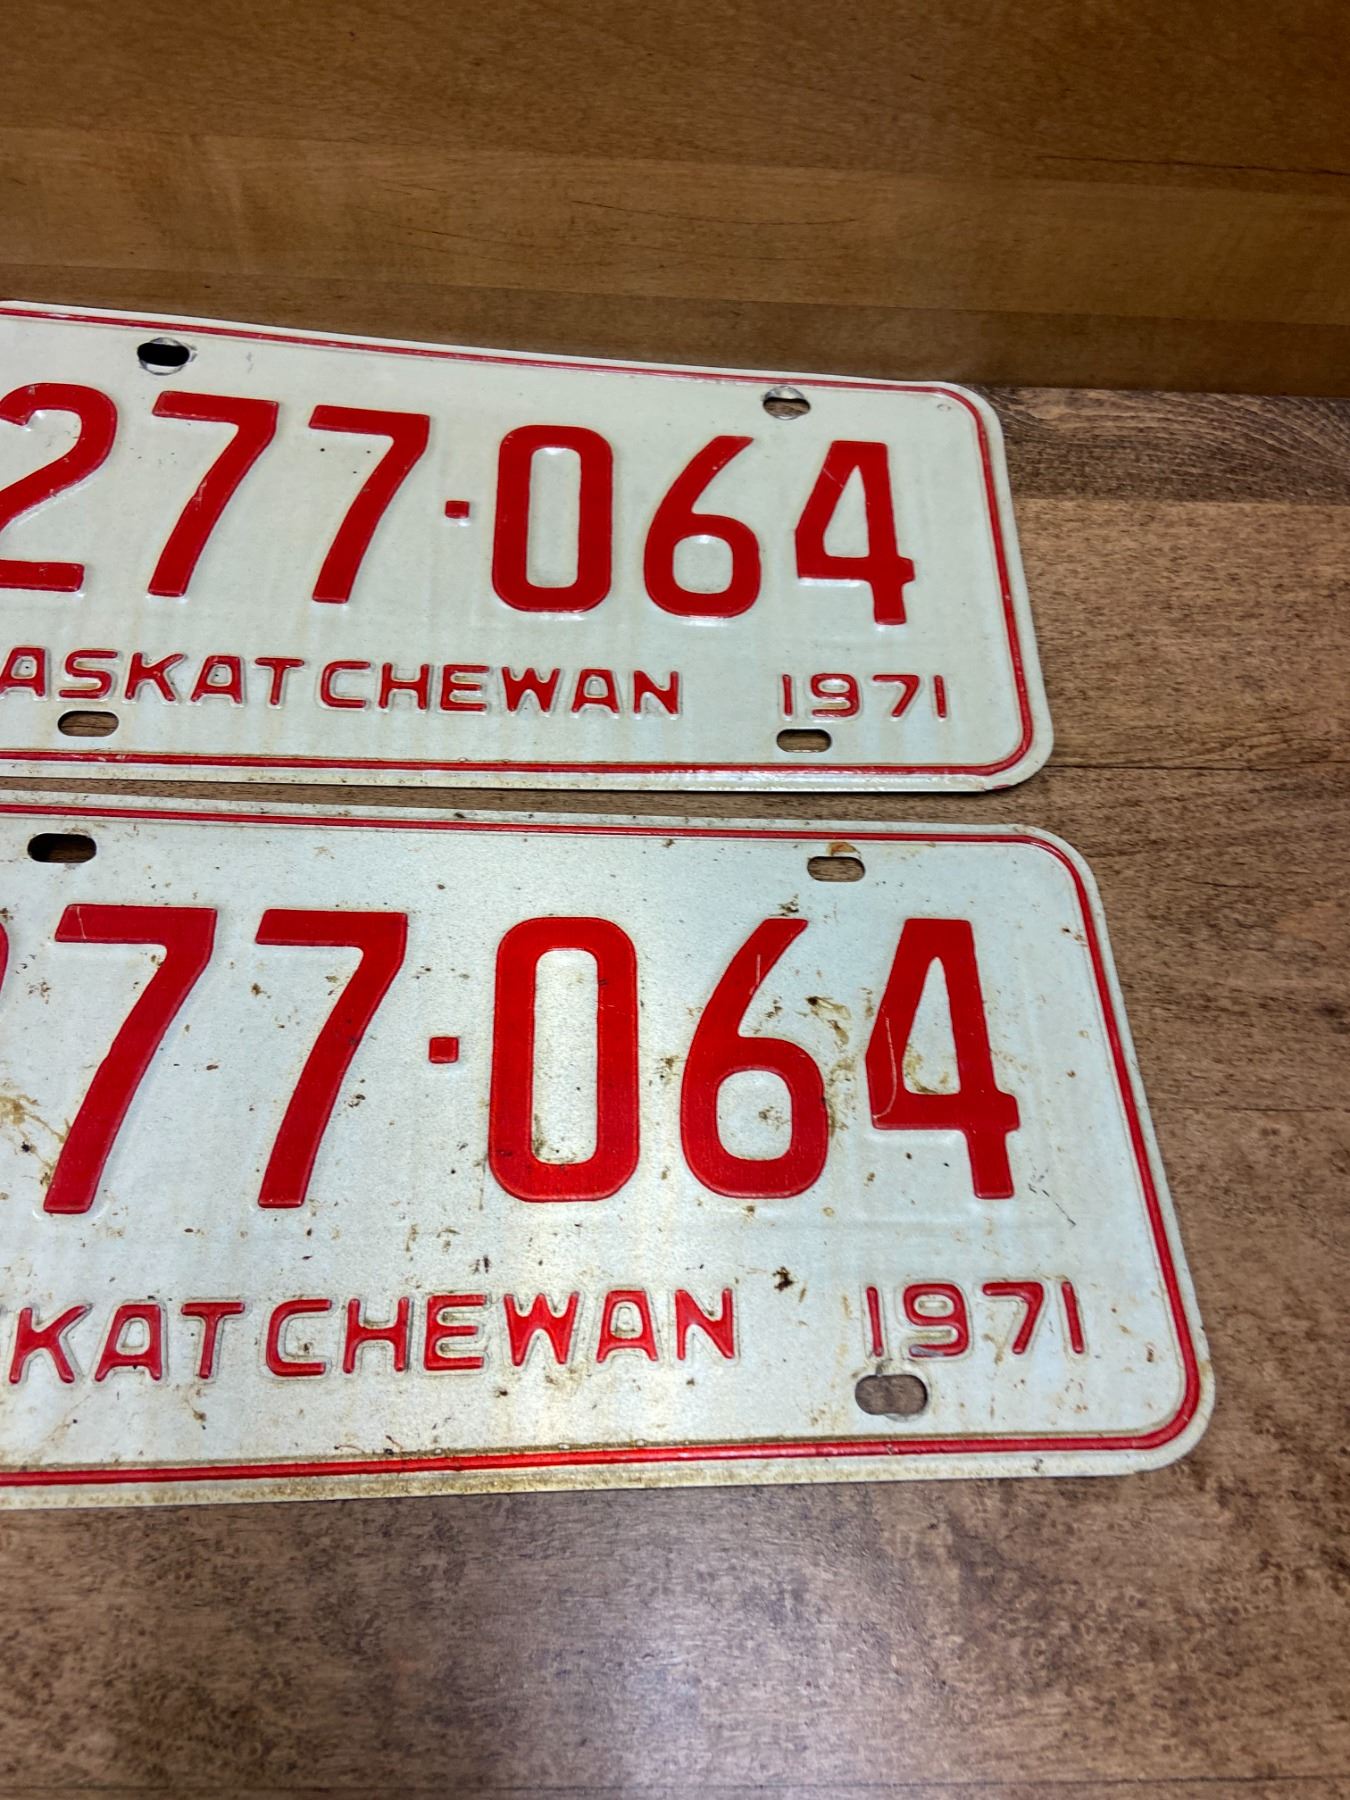 277·064
ASKATCHEWAN 1971
77·064
KATCHEWAN 1971